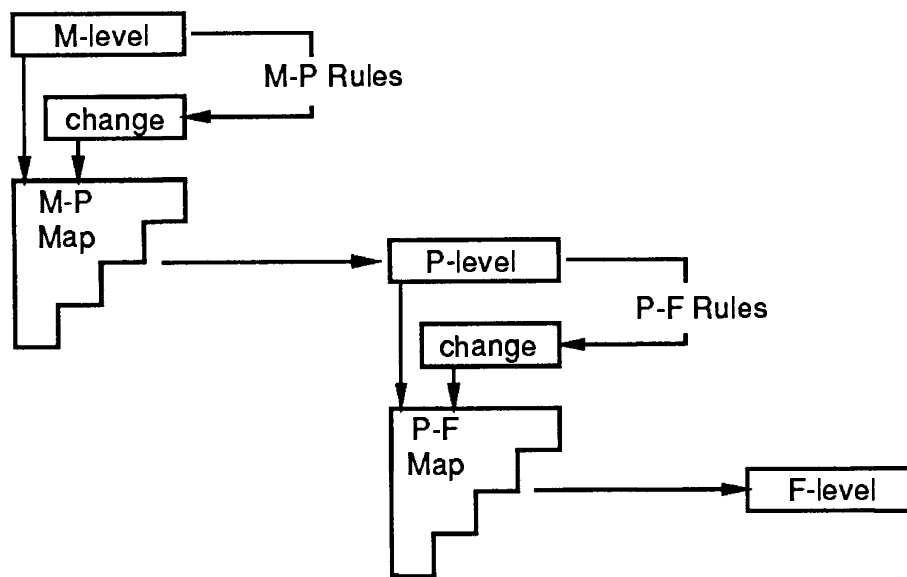 M-level
M-P Rules
change
M-P
Map
P-level
P-F Rules
change
P-F
Map
F-level